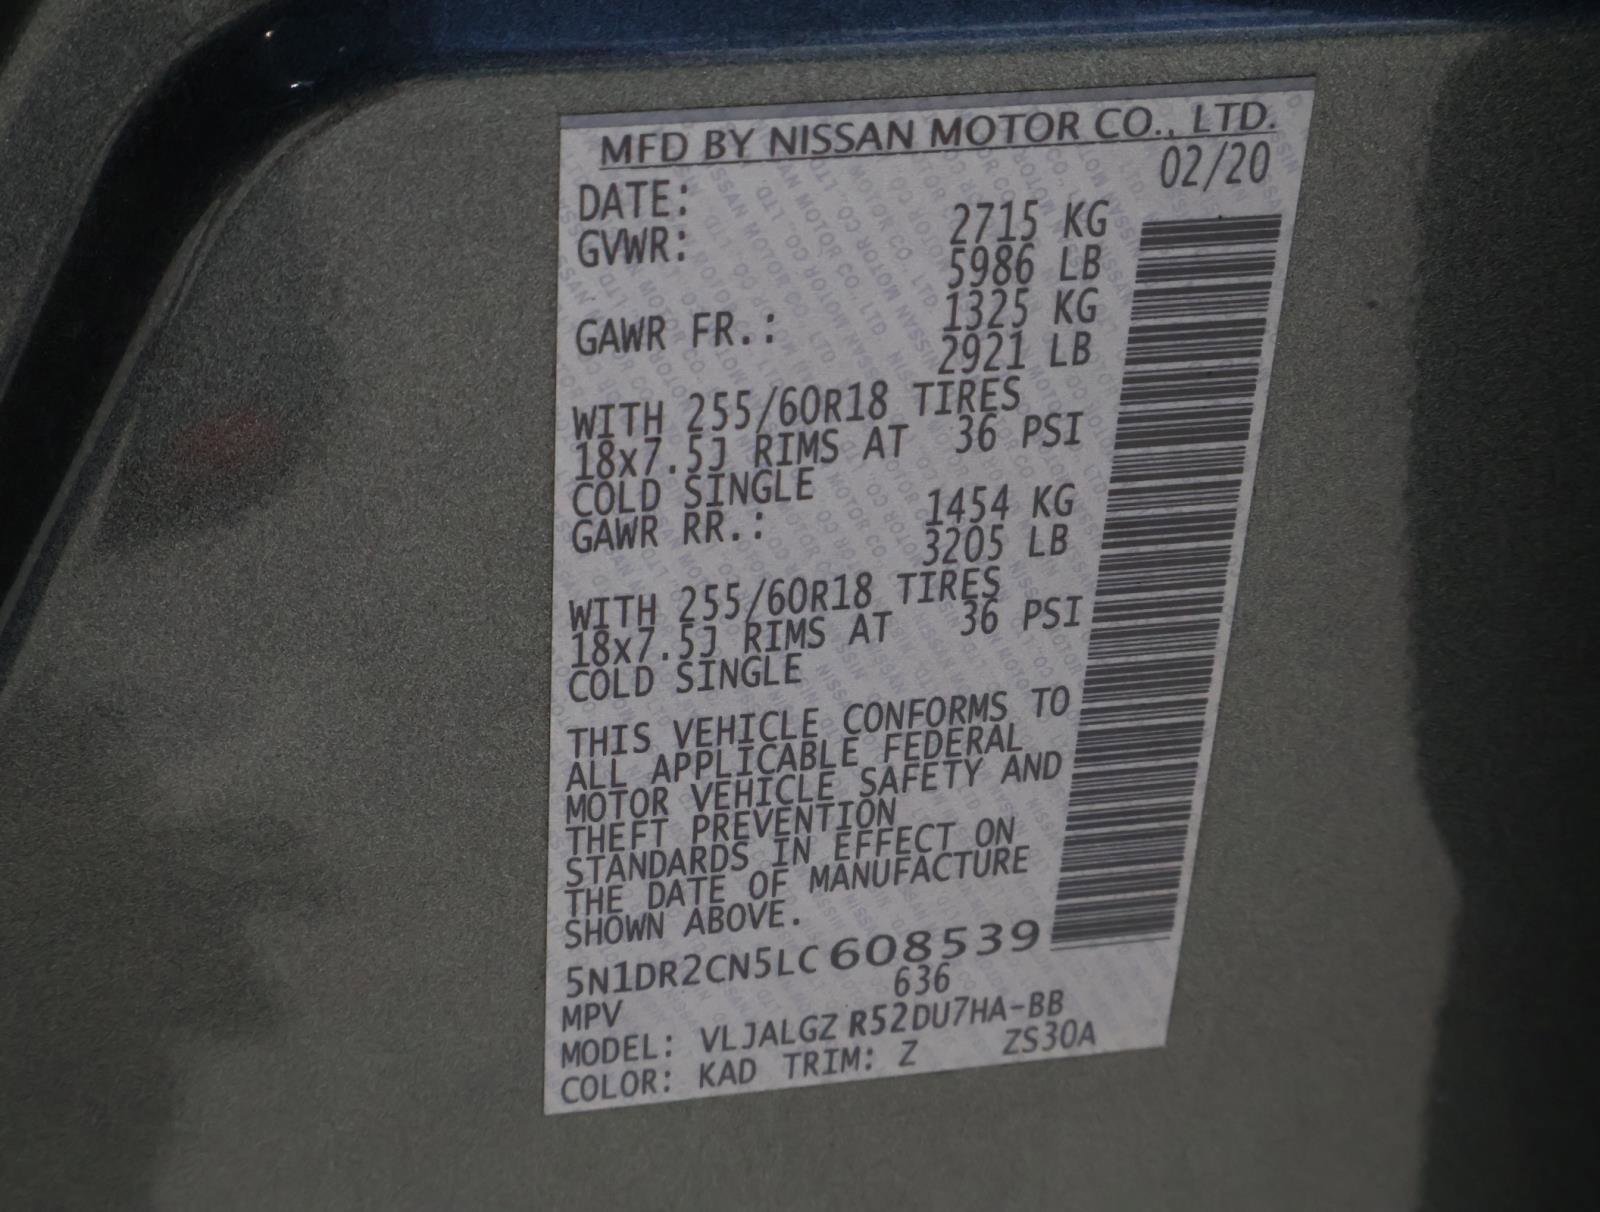 MFD BY NISSAN MOTOR CO., LTD.
DATE: 02/20
GVWR: 2715 KG
5986 LB
GAWR FR.: 1325 KG
2921 LB
WITH 255/60R18 TIRES
18x7.5J RIMS AT 36 PSI
COLD SINGLE
GAWR RR.: 1454 KG
3205 LB
WITH 255/60R18 TIRES
18x7.5J RIMS AT 36 PSI
COLD SINGLE
THIS VEHICLE CONFORMS TO
ALL APPLICABLE FEDERAL
MOTOR VEHICLE SAFETY AND
THEFT PREVENTION
STANDARDS IN EFFECT ON
THE DATE OF MANUFACTURE
SHOWN ABOVE.
5N1DR2CN5LC608539
MPV 636
MODEL: VLJALGZ R52DU7HA-BB
COLOR: KAD TRIM: Z ZS30A